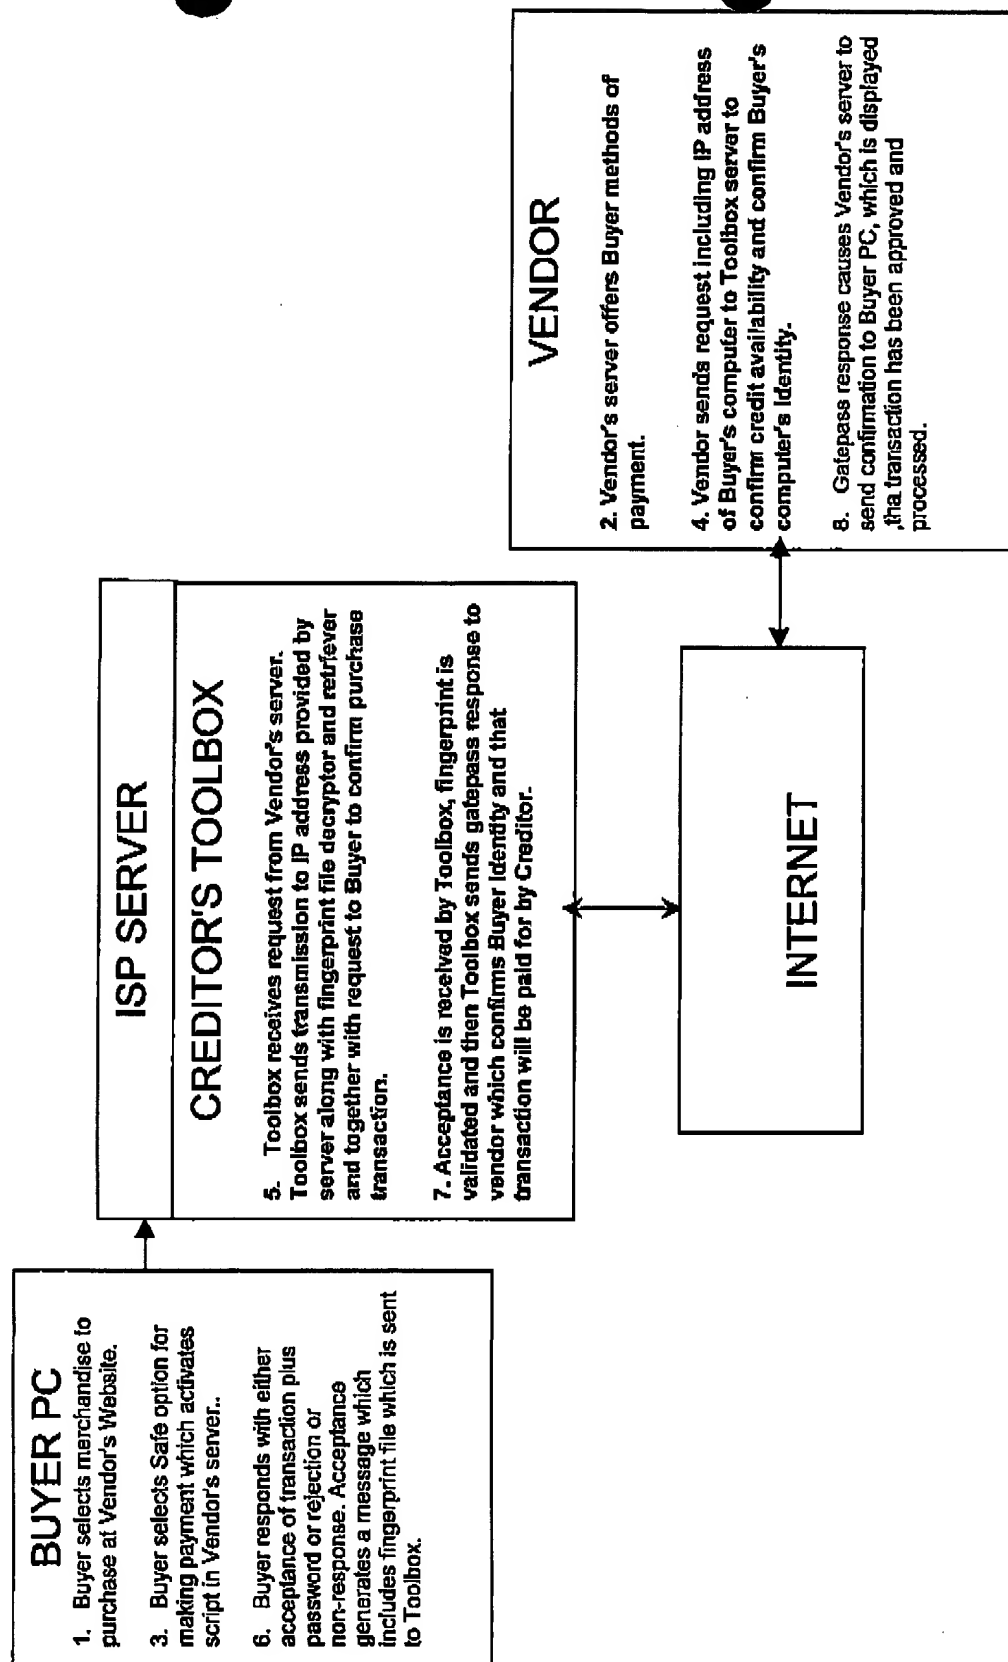 BUYER PC
1. Buyer selects merchandise to
purchase at Vendor's Website.
3. Buyer selects Safe option for
making payment which activates
script in Vendor's server..
6. Buyer responds with either
acceptance of transaction plus
password or rejection or
non-response. Acceptance
generates a message which
includes fingerprint file which is sent
to Toolbox.
ISP SERVER
CREDITOR'S TOOLBOX
5. Toolbox receives request from Vendor's server.
Toolbox sends transmission to IP address provided by
server along with fingerprint file decryptor and retriever
and together with request to Buyer to confirm purchase
transaction.
7. Acceptance is received by Toolbox, fingerprint is
validated and then Toolbox sends gatepass response to
vendor which confirms Buyer Identity and that
transaction will be paid for by Creditor.
INTERNET
VENDOR
2. Vendor's server offers Buyer methods of
payment.
4. Vendor sends request including IP address
of Buyer's computer to Toolbox server to
confirm credit availability and confirm Buyer's
computer's Identity.
8. Gatepass response causes Vendor's server to
send confirmation to Buyer PC, which is displayed
,tha transaction has been approved and
processed.